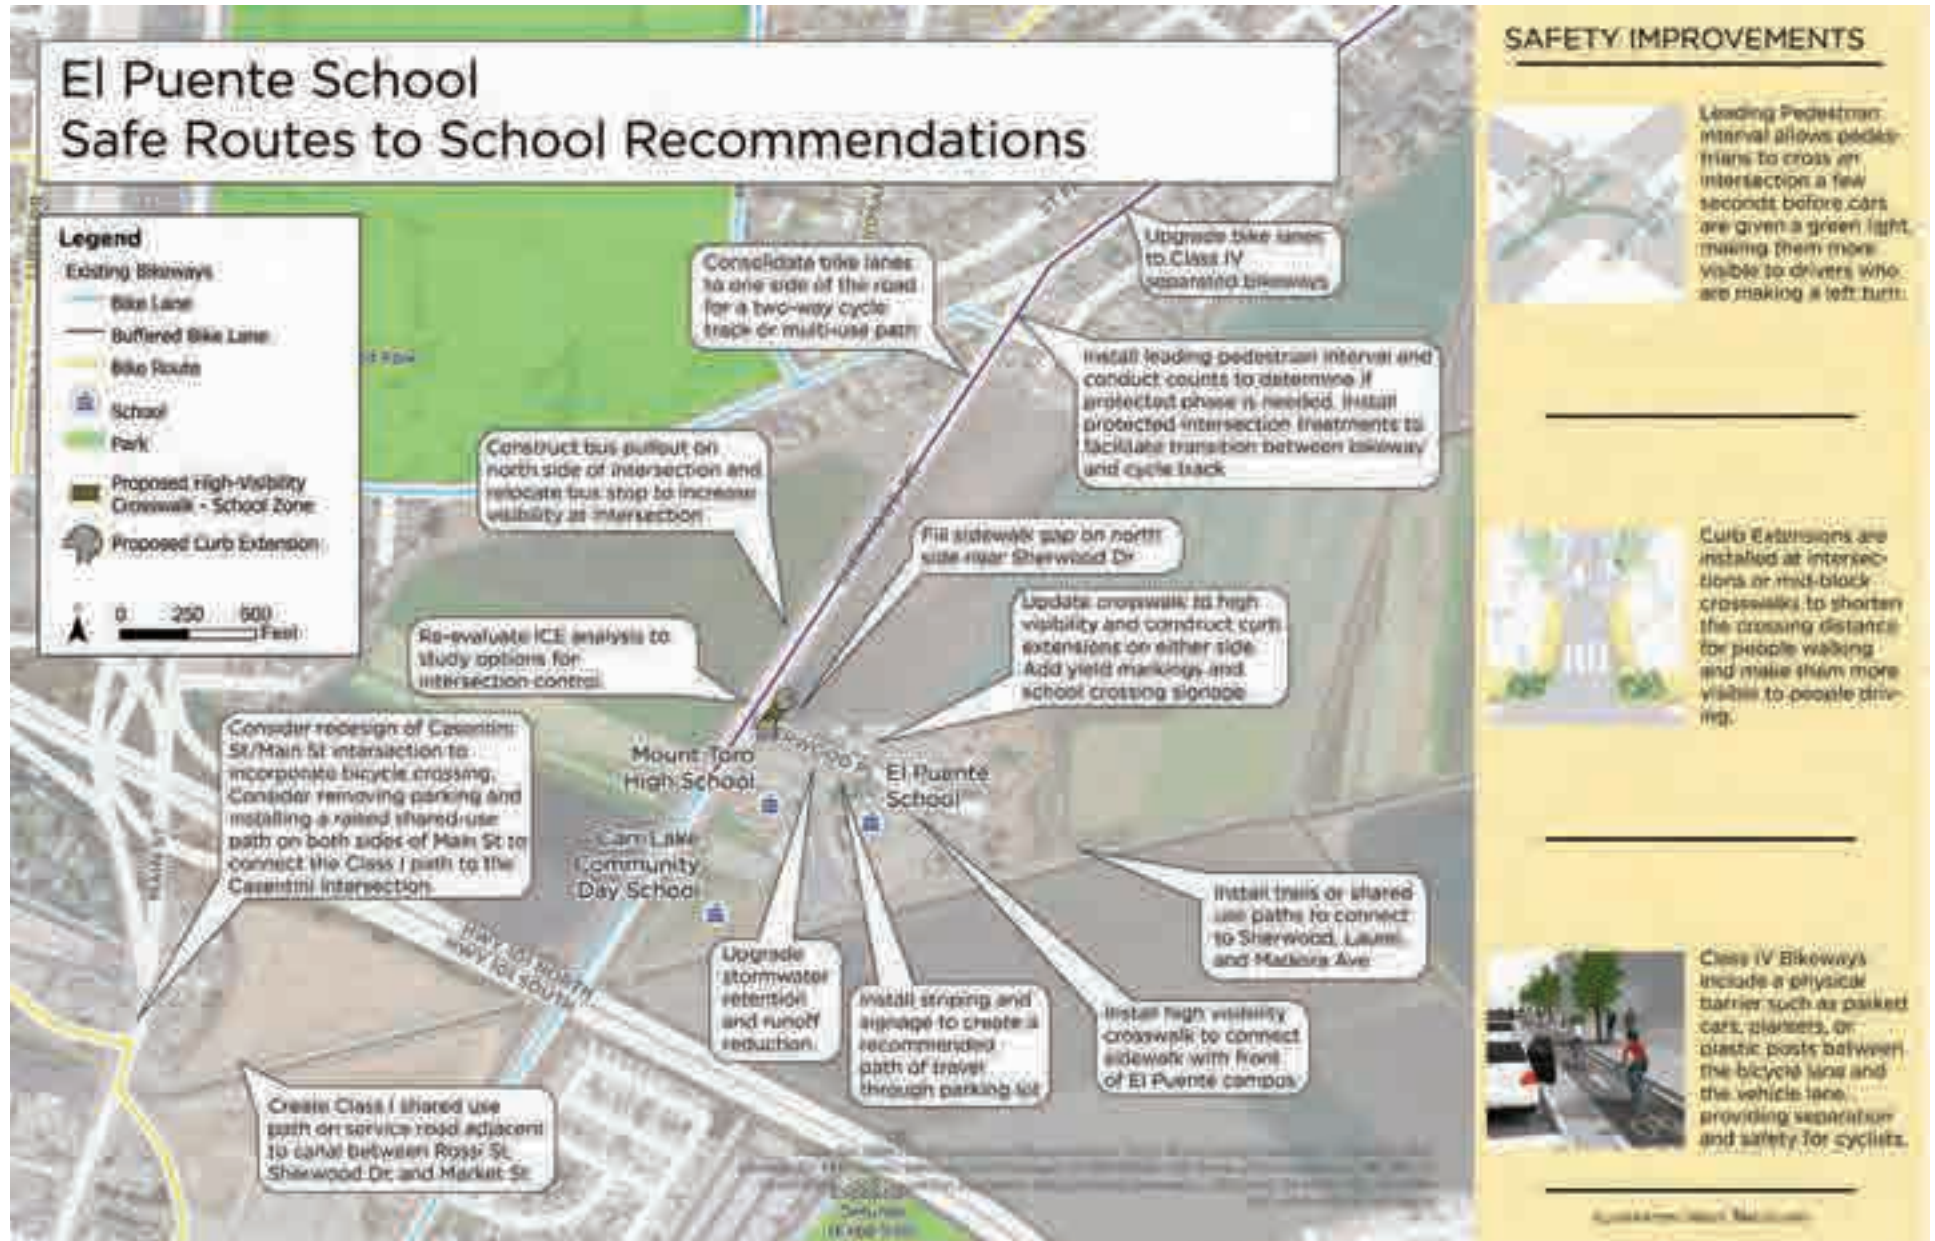 El Puente School
Safe Routes to School Recommendations
Legend
Existing Bikeways
Bike Lane
Buffered Bike Lane
Bike Route
School
Park
Proposed High-Visibility
Crosswalk - School Zone
Proposed Curb Extension
0 250 500
Feet
Consolidate bike lanes
to one side of the road
for a two-way cycle
track or multi-use path
Upgrade bike lanes
to Class IV
separated bikeways
Install leading pedestrian interval and
conduct counts to determine if
protected phase is needed. Install
protected intersection treatments to
facilitate transition between bikeway
and cycle track
Construct bus pullout on
north side of intersection and
relocate bus stop to increase
visibility at intersection
Fill sidewalk gap on north
side near Sherwood Dr
Update crosswalk to high
visibility and construct curb
extensions on either side.
Add yield markings and
school crossing signage
Re-evaluate ICE analysis to
study options for
intersection control
Consider redesign of Casentini
St/Main St intersection to
incorporate bicycle crossing.
Consider removing parking and
installing a raised shared-use
path on both sides of Main St to
connect the Class I path to the
Casentini intersection.
Mount Toro
High School
El Puente
School
Carr Lake
Community
Day School
MAIN ST
HWY 101 NORTH
HWY 101 SOUTH
Upgrade
stormwater
retention
and runoff
reduction.
Install striping and
signage to create a
recommended
path of travel
through parking lot
Install high visibility
crosswalk to connect
sidewalk with front
of El Puente campus
Install trails or shared
use paths to connect
to Sherwood, Laurel,
and Madeira Ave
Create Class I shared use
path on service road adjacent
to canal between Rossi St,
Sherwood Dr, and Market St.
SAFETY IMPROVEMENTS
Leading Pedestrian
Interval allows pedes-
trians to cross an
intersection a few
seconds before cars
are given a green light,
making them more
visible to drivers who
are making a left turn.
Curb Extensions are
installed at intersec-
tions or mid-block
crosswalks to shorten
the crossing distance
for people walking
and make them more
visible to people driv-
ing.
Class IV Bikeways
include a physical
barrier such as parked
cars, planters, or
plastic posts between
the bicycle lane and
the vehicle lane,
providing separation
and safety for cyclists.